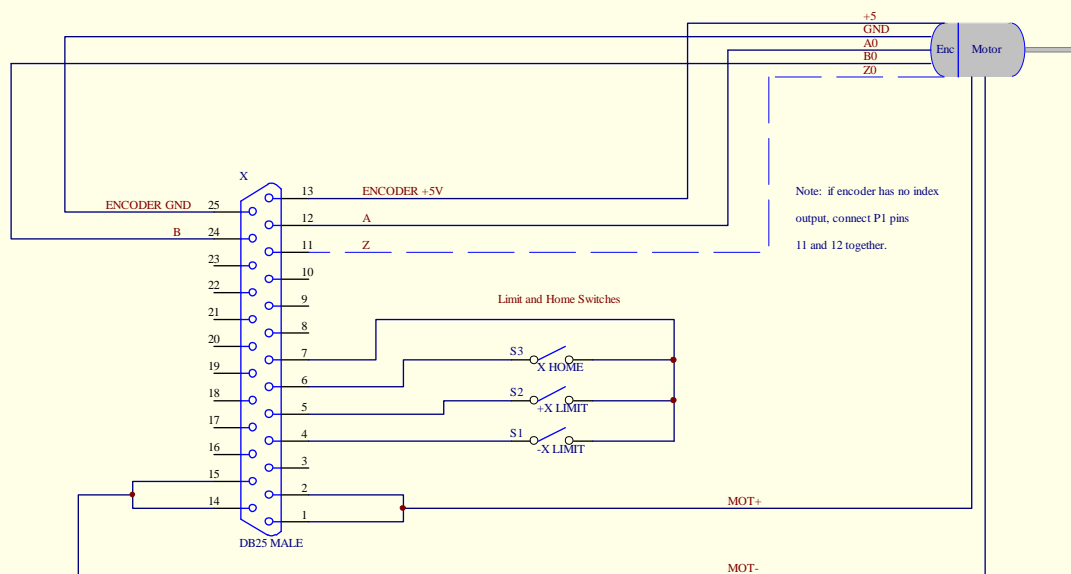 +5
GND
A0
B0
Z0
Enc
Motor
X
ENCODER GND
25
13
ENCODER +5V
B
24
12
A
23
11
Z
Note: if encoder has no index
output, connect P1 pins
11 and 12 together.
22
10
21
9
Limit and Home Switches
20
8
19
7
S3
X HOME
18
6
S2
+X LIMIT
17
5
S1
-X LIMIT
16
4
15
3
14
2
1
MOT+
DB25 MALE
MOT-